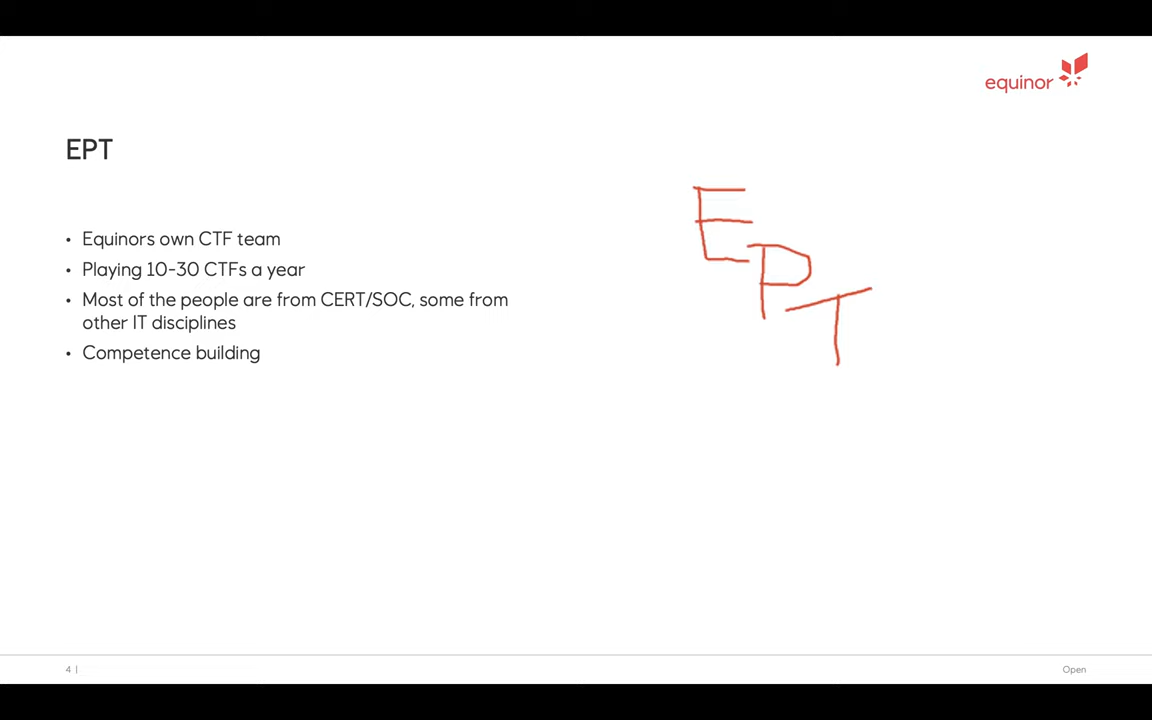 equinor
EPT
• Equinors own CTF team
• Playing 10-30 CTFs a year
• Most of the people are from CERT/SOC, some from
other IT disciplines
• Competence building
E
P
T
4 |
Open